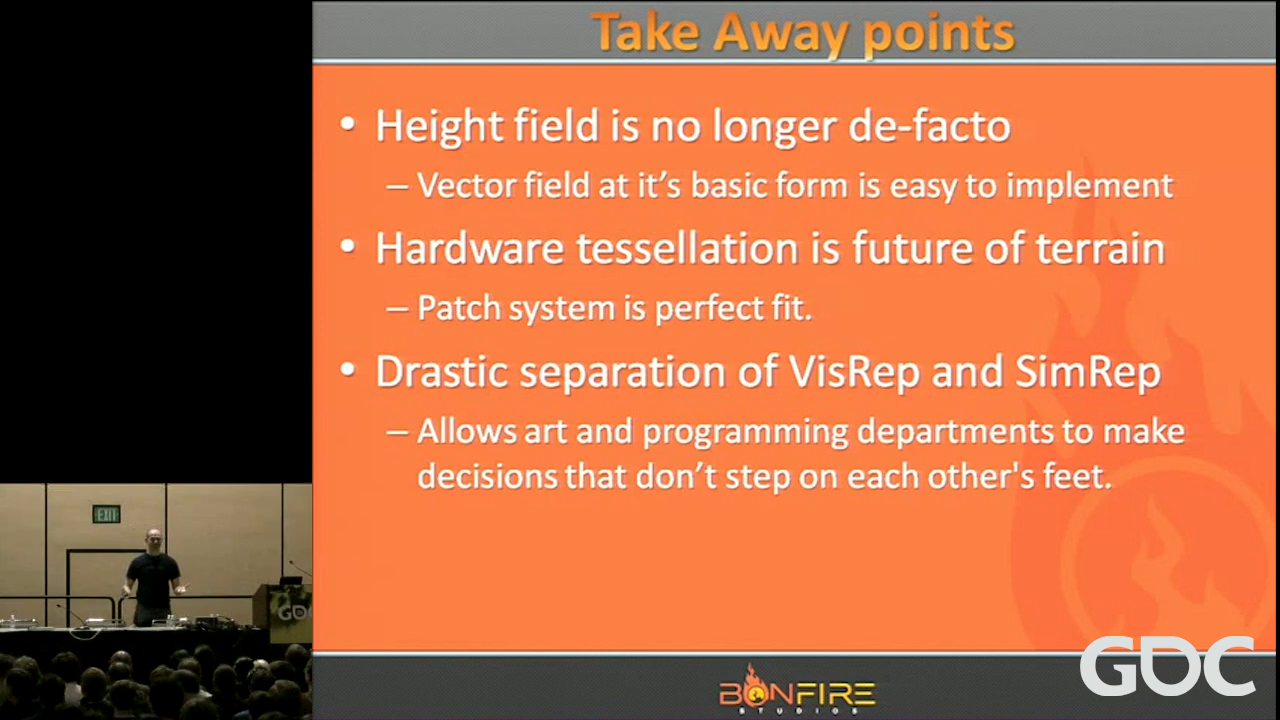 Take Away points
• Height field is no longer de-facto
– Vector field at it's basic form is easy to implement
• Hardware tessellation is future of terrain
– Patch system is perfect fit.
• Drastic separation of VisRep and SimRep
– Allows art and programming departments to make
decisions that don't step on each other's feet.
EXIT
GDC
BONFIRE
STUDIOS
GDC